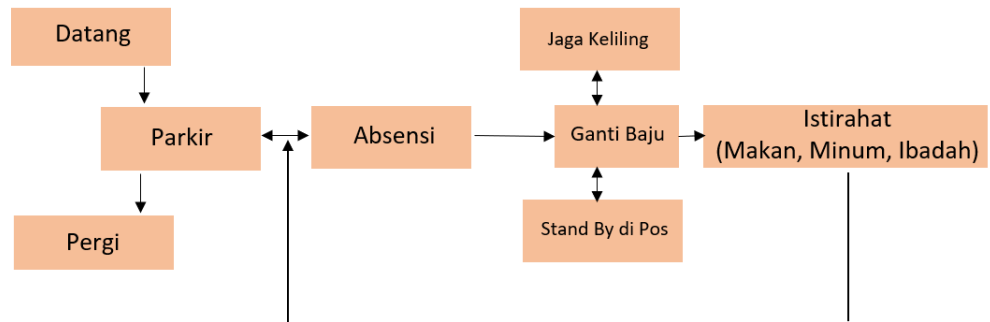 Datang
Parkir
Pergi
Absensi
Jaga Keliling
Ganti Baju
Stand By di Pos
Istirahat
(Makan, Minum, Ibadah)